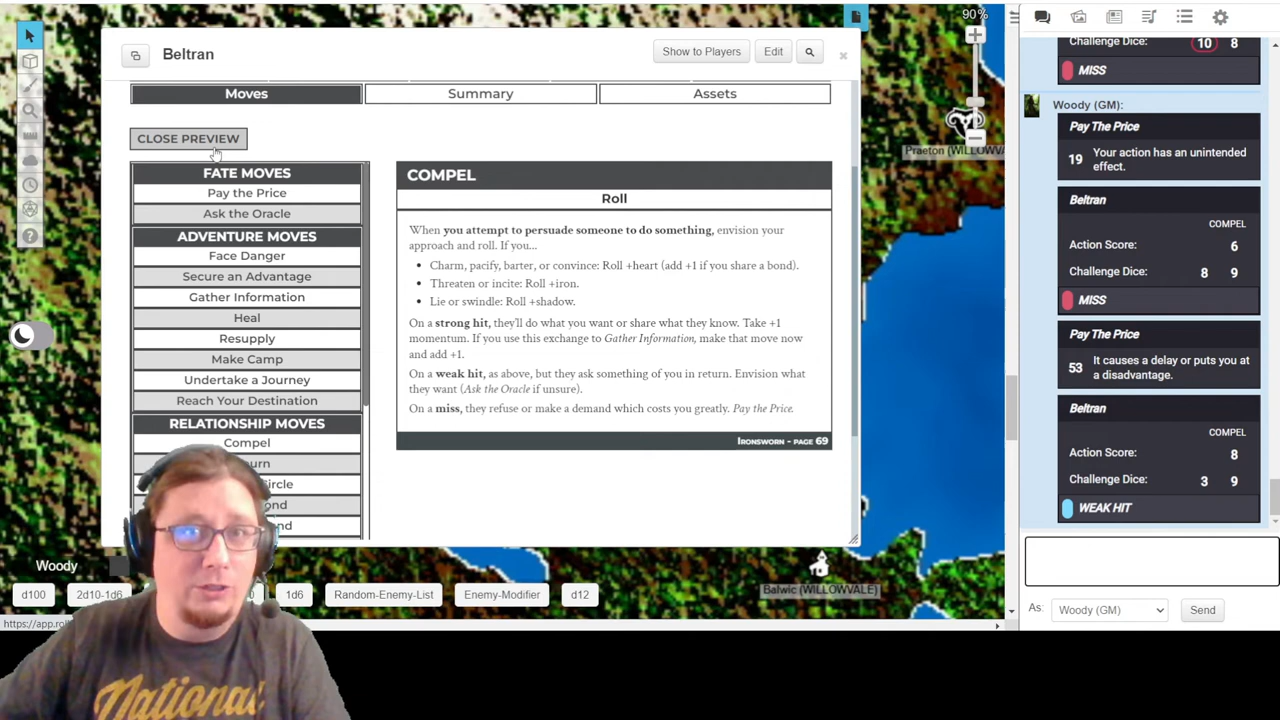 Beltran
Show to Players
Edit
90%
Moves
Summary
Assets
CLOSE PREVIEW
FATE MOVES
Pay the Price
Ask the Oracle
ADVENTURE MOVES
Face Danger
Secure an Advantage
Gather Information
Heal
Resupply
Make Camp
Undertake a Journey
Reach Your Destination
RELATIONSHIP MOVES
Compel
COMPEL
Roll
When you attempt to persuade someone to do something, envision your
approach and roll. If you...
• Charm, pacify, barter, or convince: Roll +heart (add +1 if you share a bond).
• Threaten or incite: Roll +iron.
• Lie or swindle: Roll +shadow.
On a strong hit, they'll do what you want or share what they know. Take +1
momentum. If you use this exchange to Gather Information, make that move now
and add +1.
On a weak hit, as above, but they ask something of you in return. Envision what
they want (Ask the Oracle if unsure).
On a miss, they refuse or make a demand which costs you greatly. Pay the Price.
IRONSWORN - PAGE 69
Praeton (WILLOWVA
Balwic (WILLOWVALE)
Woody
d100
2d10-1d6
1d6
Random-Enemy-List
Enemy-Modifier
d12
https://app.rol
National
Challenge Dice: 10 8
MISS
Woody (GM):
Pay The Price
19 Your action has an unintended
effect.
Beltran
COMPEL
Action Score: 6
Challenge Dice: 8 9
MISS
Pay The Price
53 It causes a delay or puts you at
a disadvantage.
Beltran
COMPEL
Action Score: 8
Challenge Dice: 3 9
WEAK HIT
As:
Woody (GM)
Send